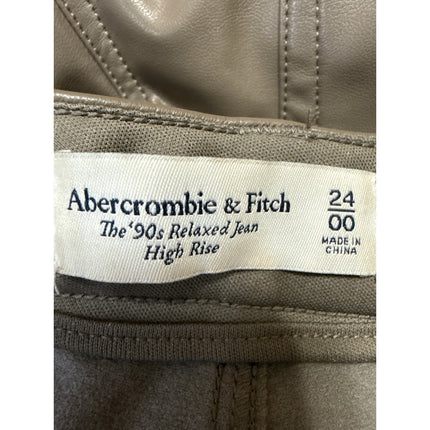 Abercrombie & Fitch
The '90s Relaxed Jean
High Rise
24
00
MADE IN
CHINA